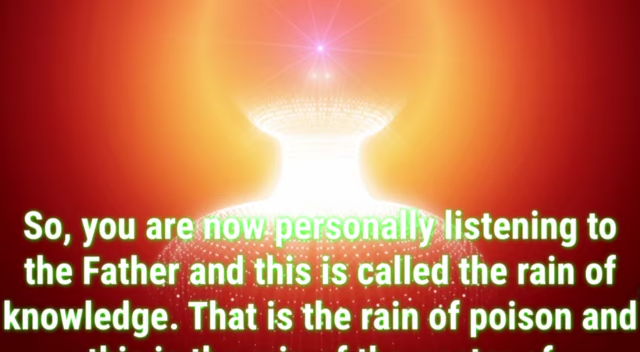 So, you are now personally listening to
the Father and this is called the rain of
knowledge. That is the rain of poison and